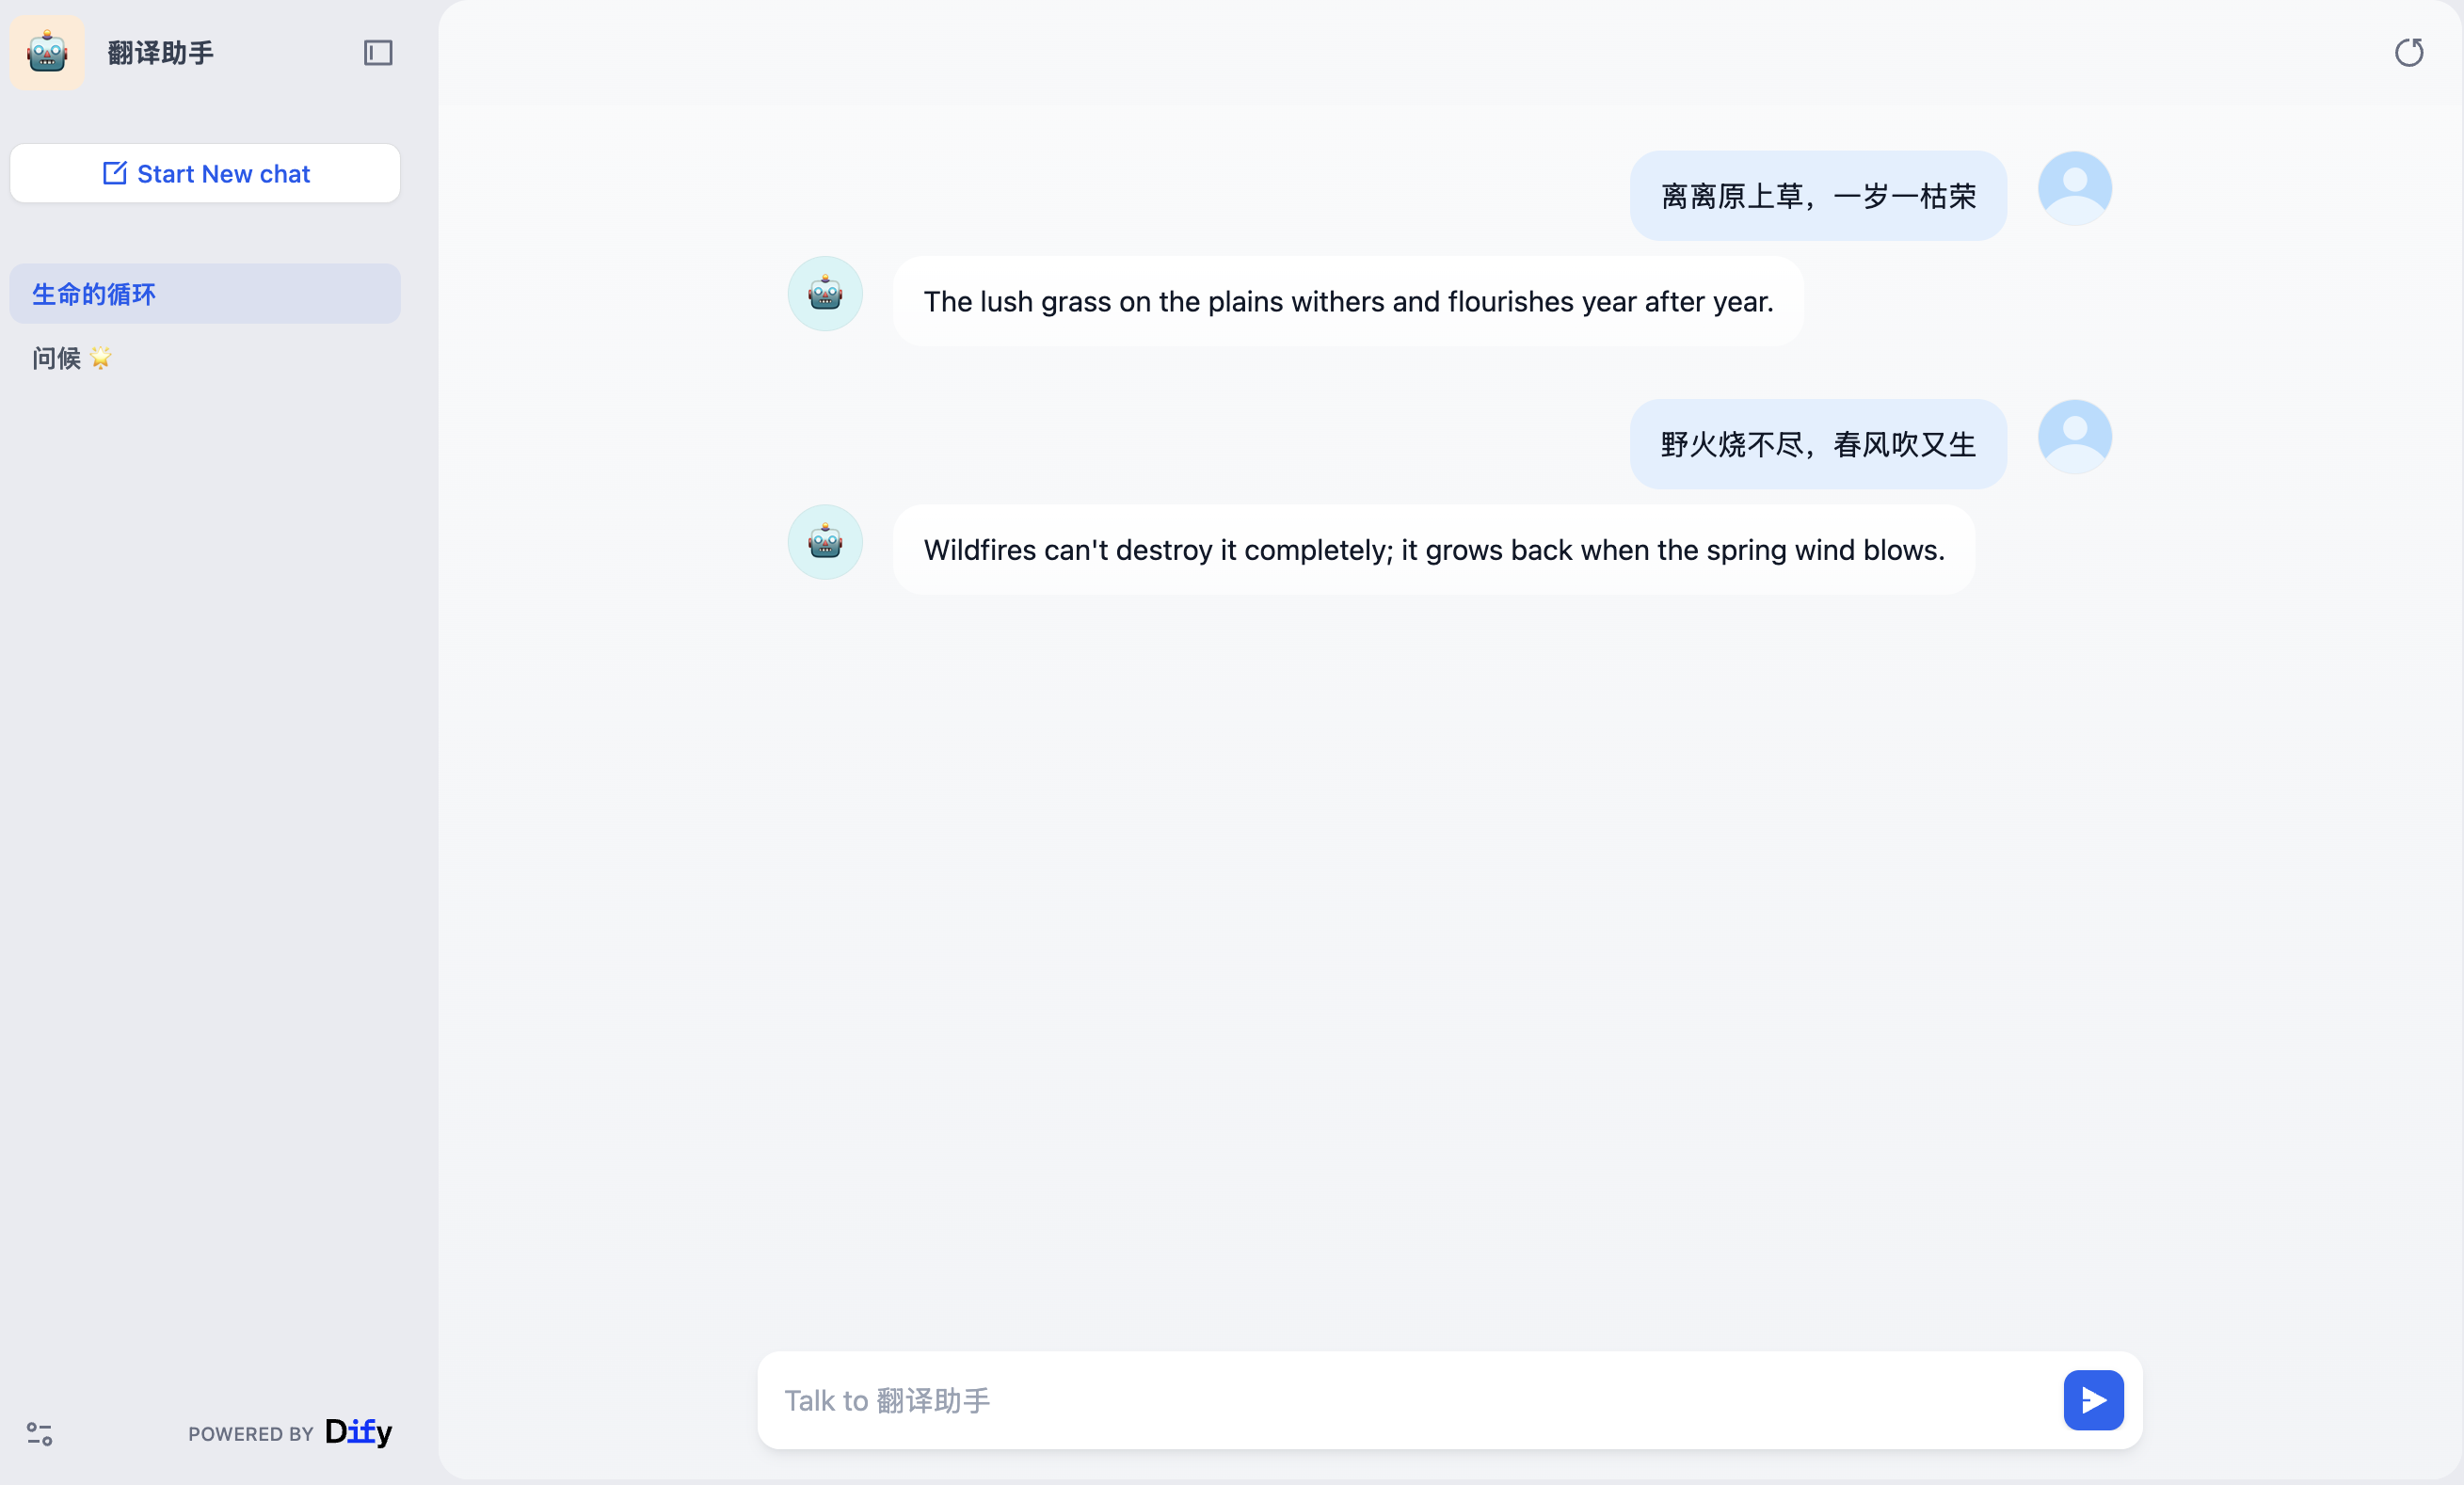 翻译助手
Start New chat
生命的循环
问候 🌟
离离原上草，一岁一枯荣
The lush grass on the plains withers and flourishes year after year.
野火烧不尽，春风吹又生
Wildfires can't destroy it completely; it grows back when the spring wind blows.
Talk to 翻译助手
POWERED BY Dify